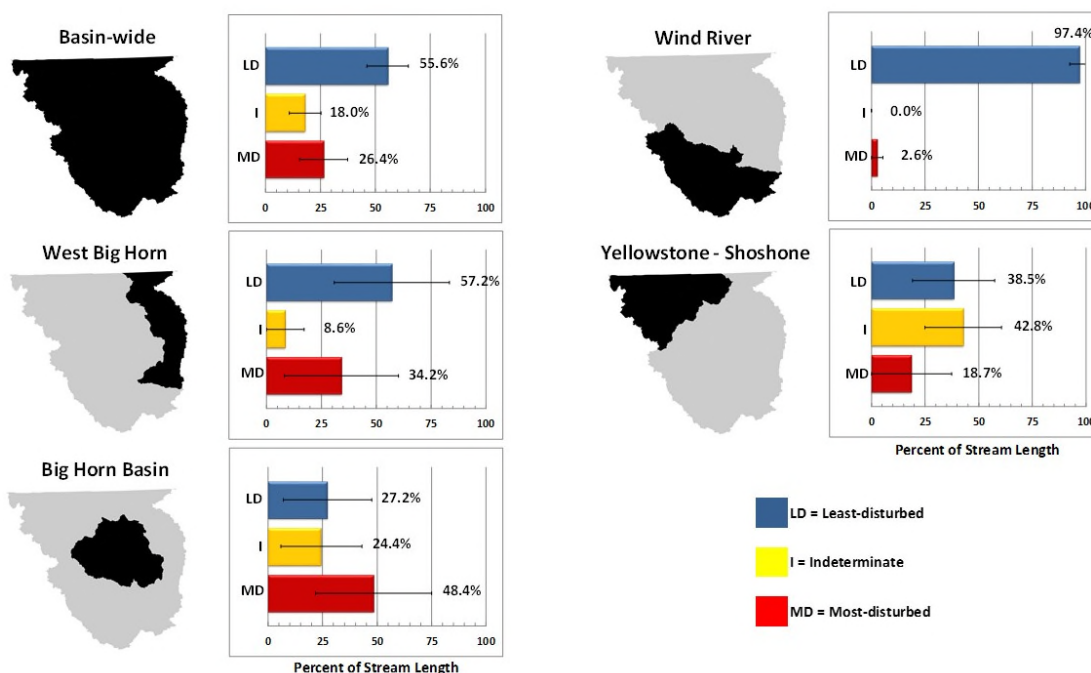 Basin-wide
LD
55.6%
I
18.0%
MD
26.4%
0 25 50 75 100
Wind River
97.4%
LD
I
0.0%
MD
2.6%
0 25 50 75 100
West Big Horn
LD
57.2%
I
8.6%
MD
34.2%
0 25 50 75 100
Yellowstone - Shoshone
LD
38.5%
I
42.8%
MD
18.7%
0 25 50 75 100
Percent of Stream Length
Big Horn Basin
LD
27.2%
I
24.4%
MD
48.4%
0 25 50 75 100
Percent of Stream Length
LD = Least-disturbed
I = Indeterminate
MD = Most-disturbed